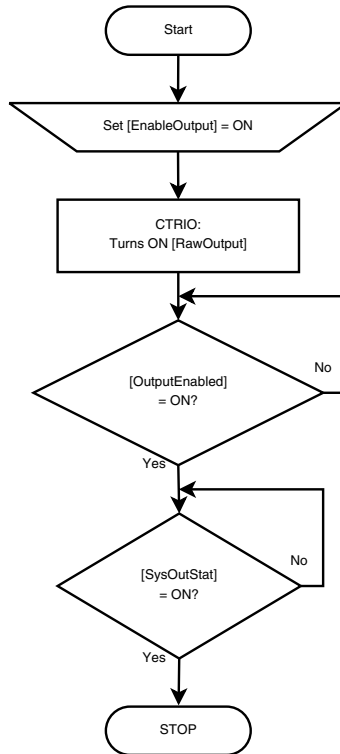 Start
Set [EnableOutput] = ON
CTRIO:
Turns ON [RawOutput]
[OutputEnabled]
= ON?
No
Yes
[SysOutStat]
= ON?
No
Yes
STOP